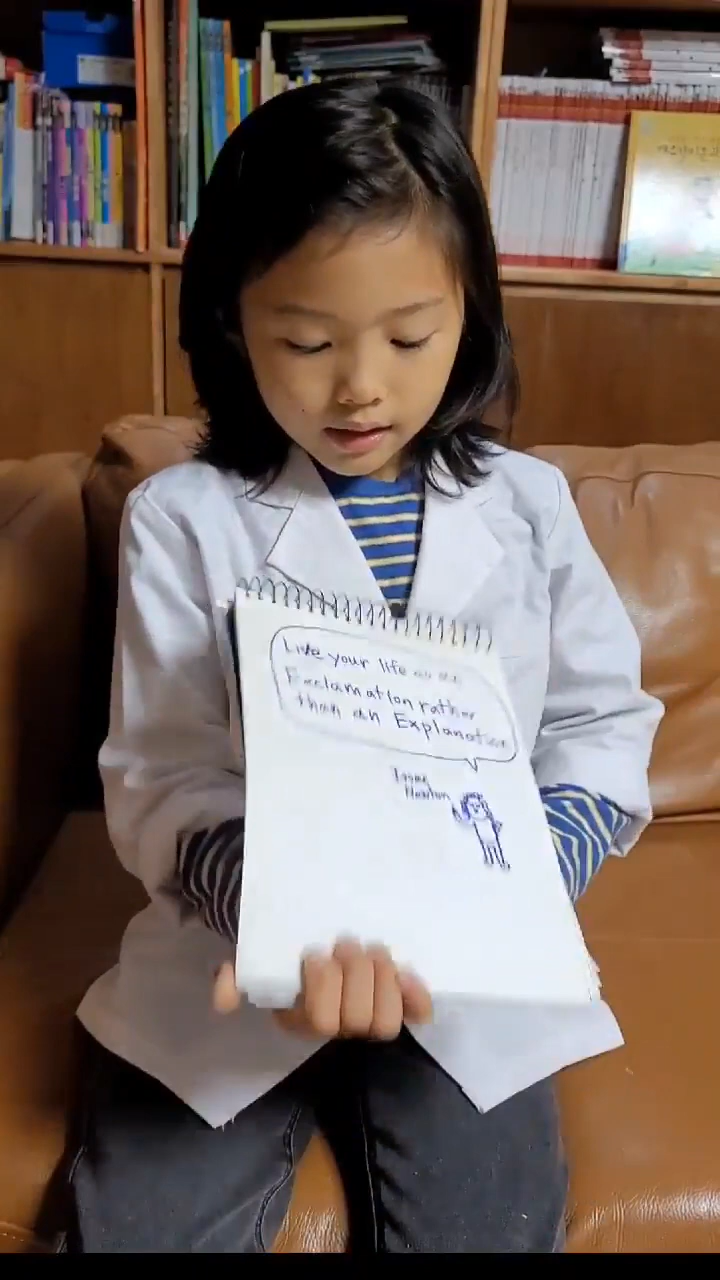 Live your life as an
Exclamation rather
than an Explanation
Isaac
Newton